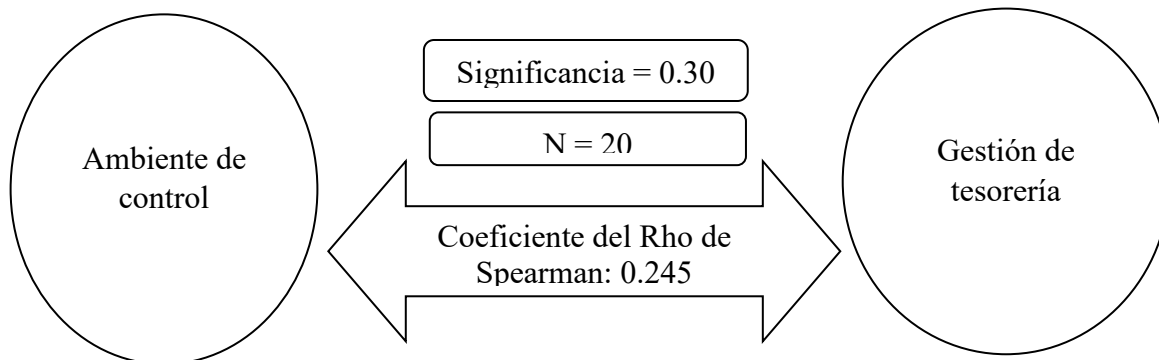 Ambiente de
control
Significancia = 0.30
N = 20
Coeficiente del Rho de
Spearman: 0.245
Gestión de
tesorería